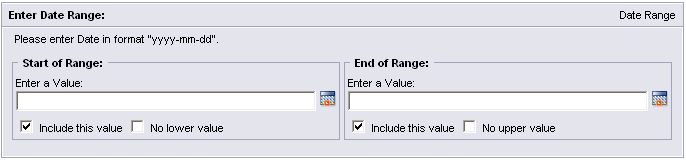 Enter Date Range: Date Range
Please enter Date in format "yyyy-mm-dd".
Start of Range:
Enter a Value:
Include this value No lower value
End of Range:
Enter a Value:
Include this value No upper value